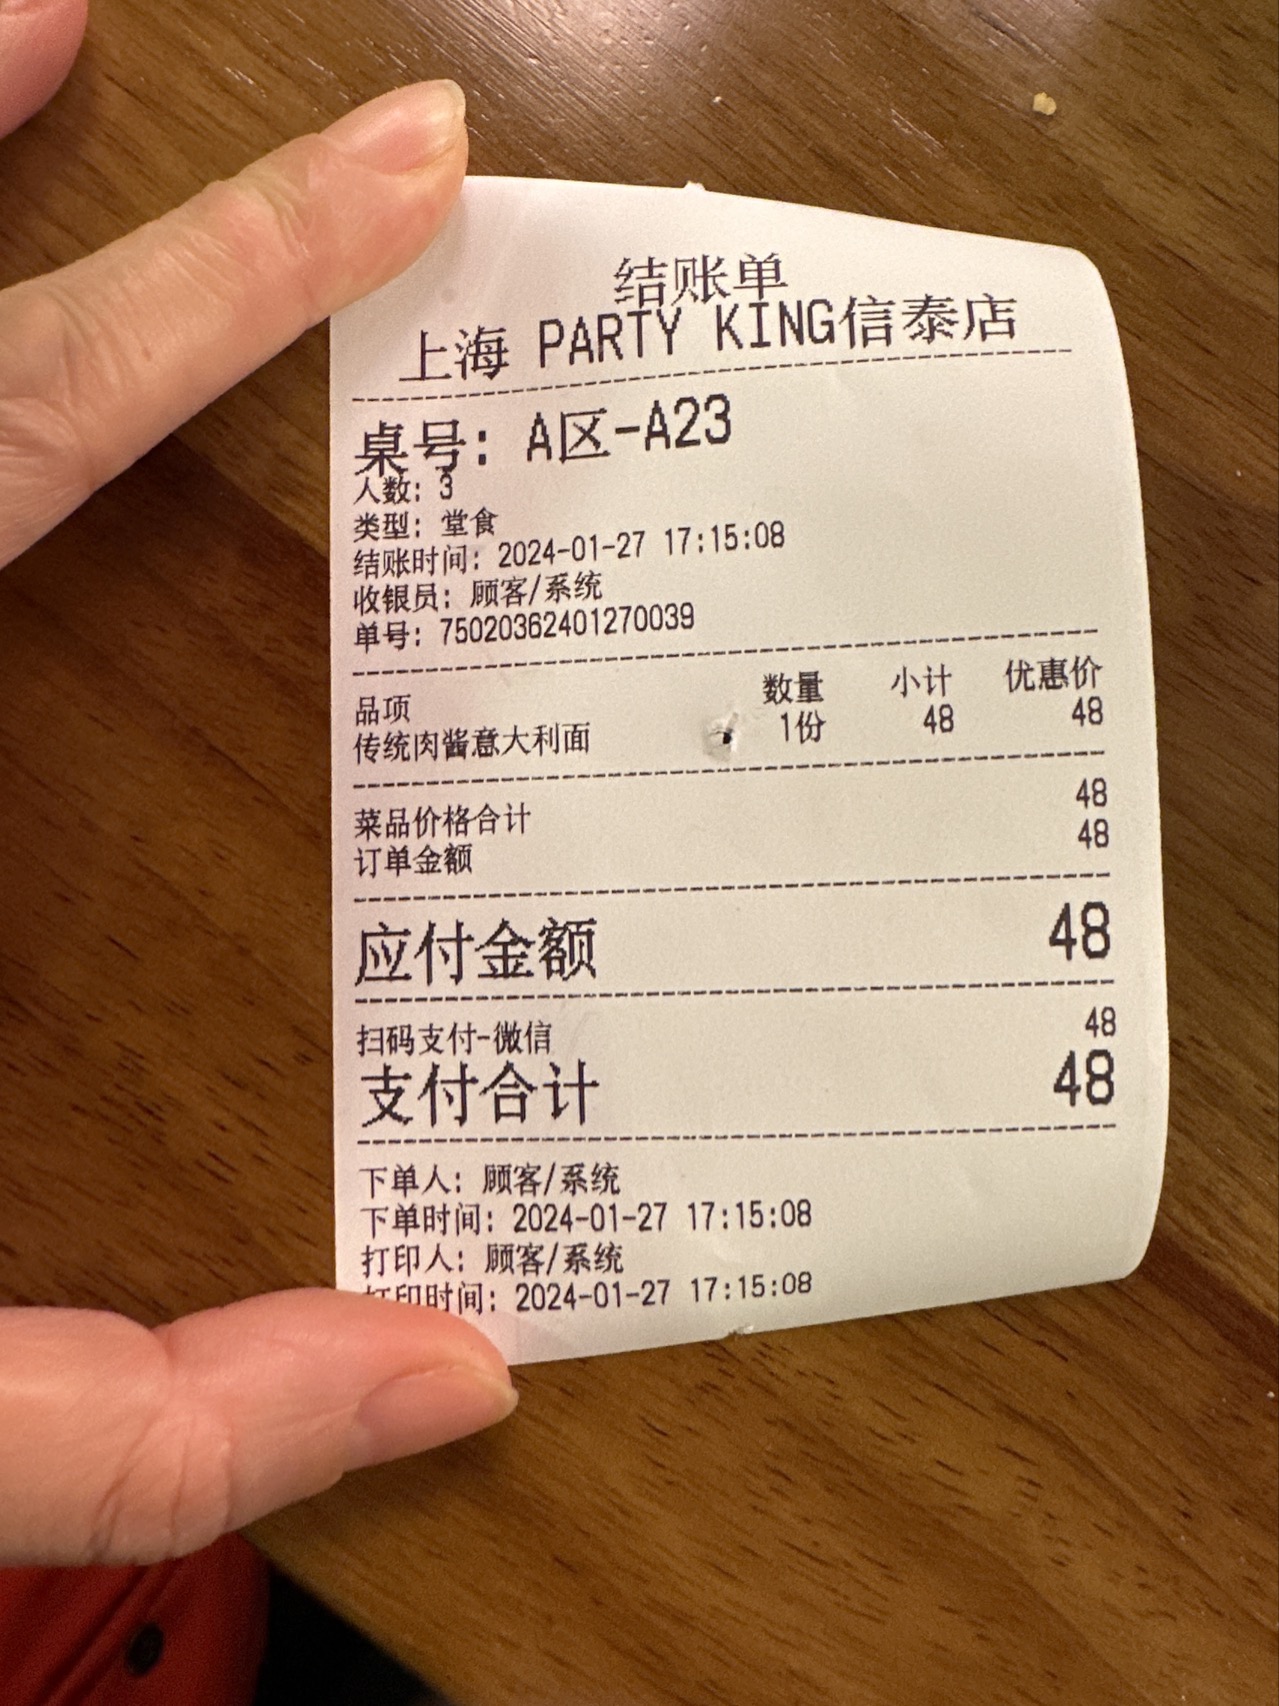 结账单
上海 PARTY KING信泰店
桌号: A区-A23
人数: 3
类型: 堂食
结账时间: 2024-01-27 17:15:08
收银员: 顾客/系统
单号: 75020362401270039
品项 数量 小计 优惠价
传统肉酱意大利面 1份 48 48
菜品价格合计 48
订单金额 48
应付金额 48
扫码支付-微信 48
支付合计 48
下单人: 顾客/系统
下单时间: 2024-01-27 17:15:08
打印人: 顾客/系统
打印时间: 2024-01-27 17:15:08